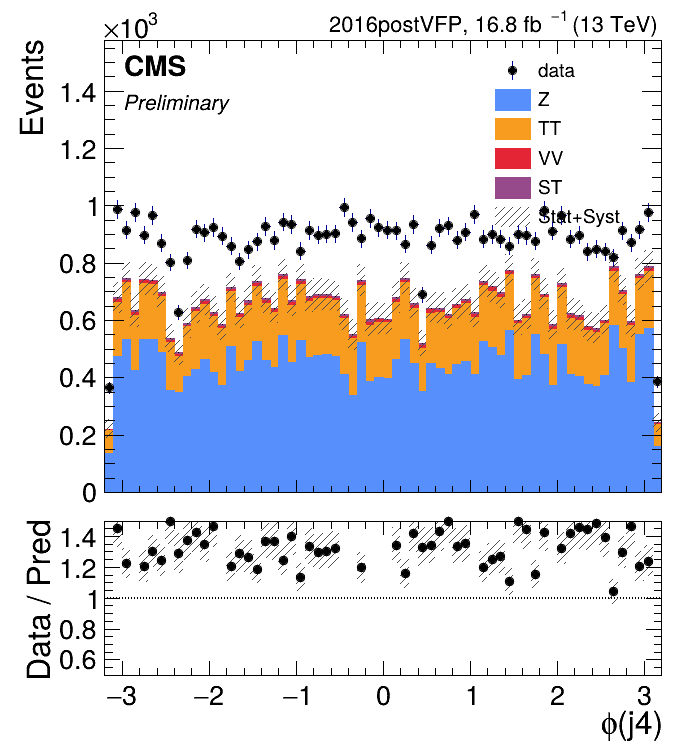 ×10³
2016postVFP, 16.8 fb ⁻¹ (13 TeV)
Events
CMS
Preliminary
data
Z
TT
VV
ST
Stat+Syst
1.4
1.2
1
0.8
0.6
0.4
0.2
0
Data / Pred
1.4
1.2
1
0.8
0.6
−3 −2 −1 0 1 2 3
ϕ(j4)